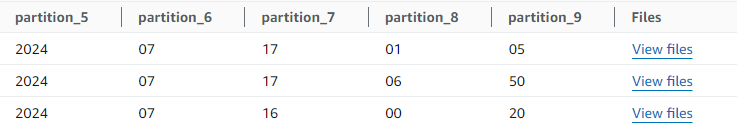 partition_5 partition_6 partition_7 partition_8 partition_9 Files
2024 07 17 01 05 View files
2024 07 17 06 50 View files
2024 07 16 00 20 View files